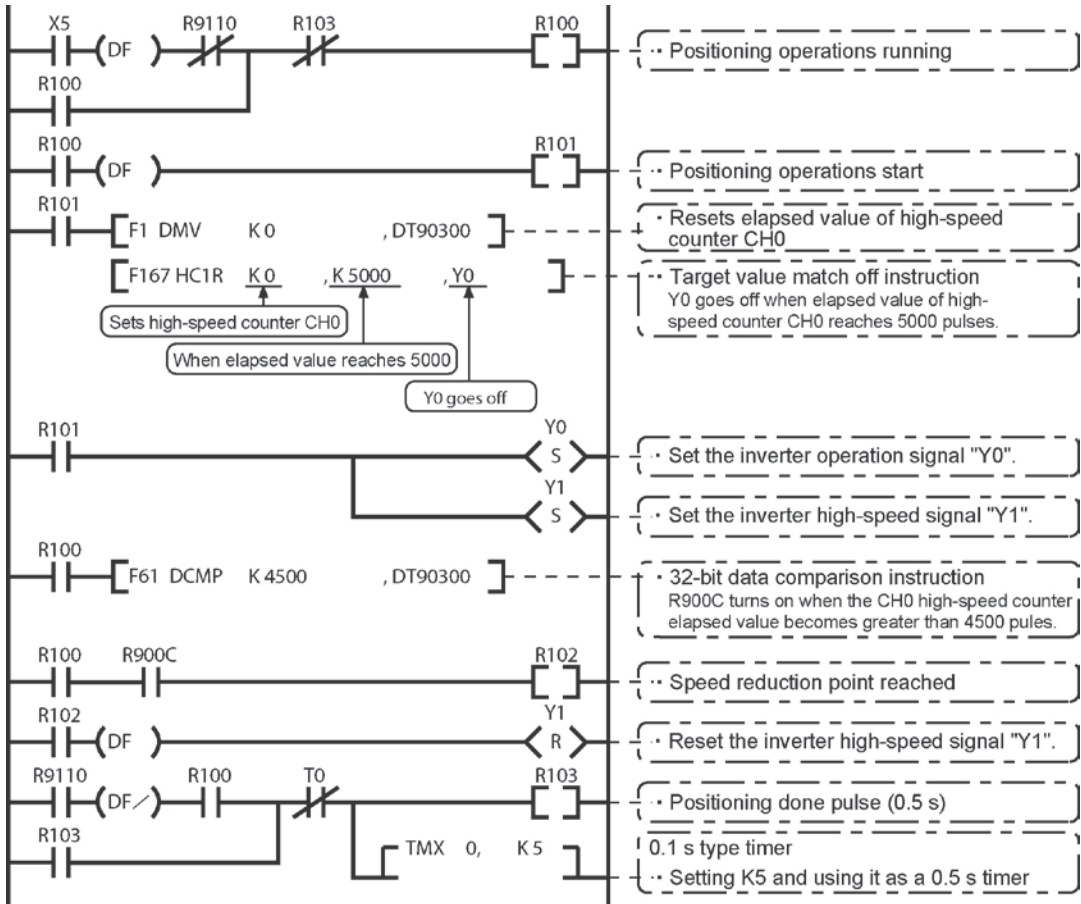 X5 R9110 R103 R100
(DF ) · Positioning operations running
R100
R100 R101
(DF ) · Positioning operations start
R101
F1 DMV K 0 , DT90300 · Resets elapsed value of high-speed
counter CH0
F167 HC1R K 0 , K 5000 , Y0 · Target value match off instruction
Y0 goes off when elapsed value of high-
speed counter CH0 reaches 5000 pulses.
Sets high-speed counter CH0
When elapsed value reaches 5000
Y0 goes off
R101 Y0
S · Set the inverter operation signal "Y0".
Y1
S · Set the inverter high-speed signal "Y1".
R100
F61 DCMP K 4500 , DT90300 · 32-bit data comparison instruction
R900C turns on when the CH0 high-speed counter
elapsed value becomes greater than 4500 pules.
R100 R900C R102
· Speed reduction point reached
R102 Y1
(DF ) R · Reset the inverter high-speed signal "Y1".
R9110 R100 T0 R103
(DF/) · Positioning done pulse (0.5 s)
R103
TMX 0, K 5 0.1 s type timer
· Setting K5 and using it as a 0.5 s timer